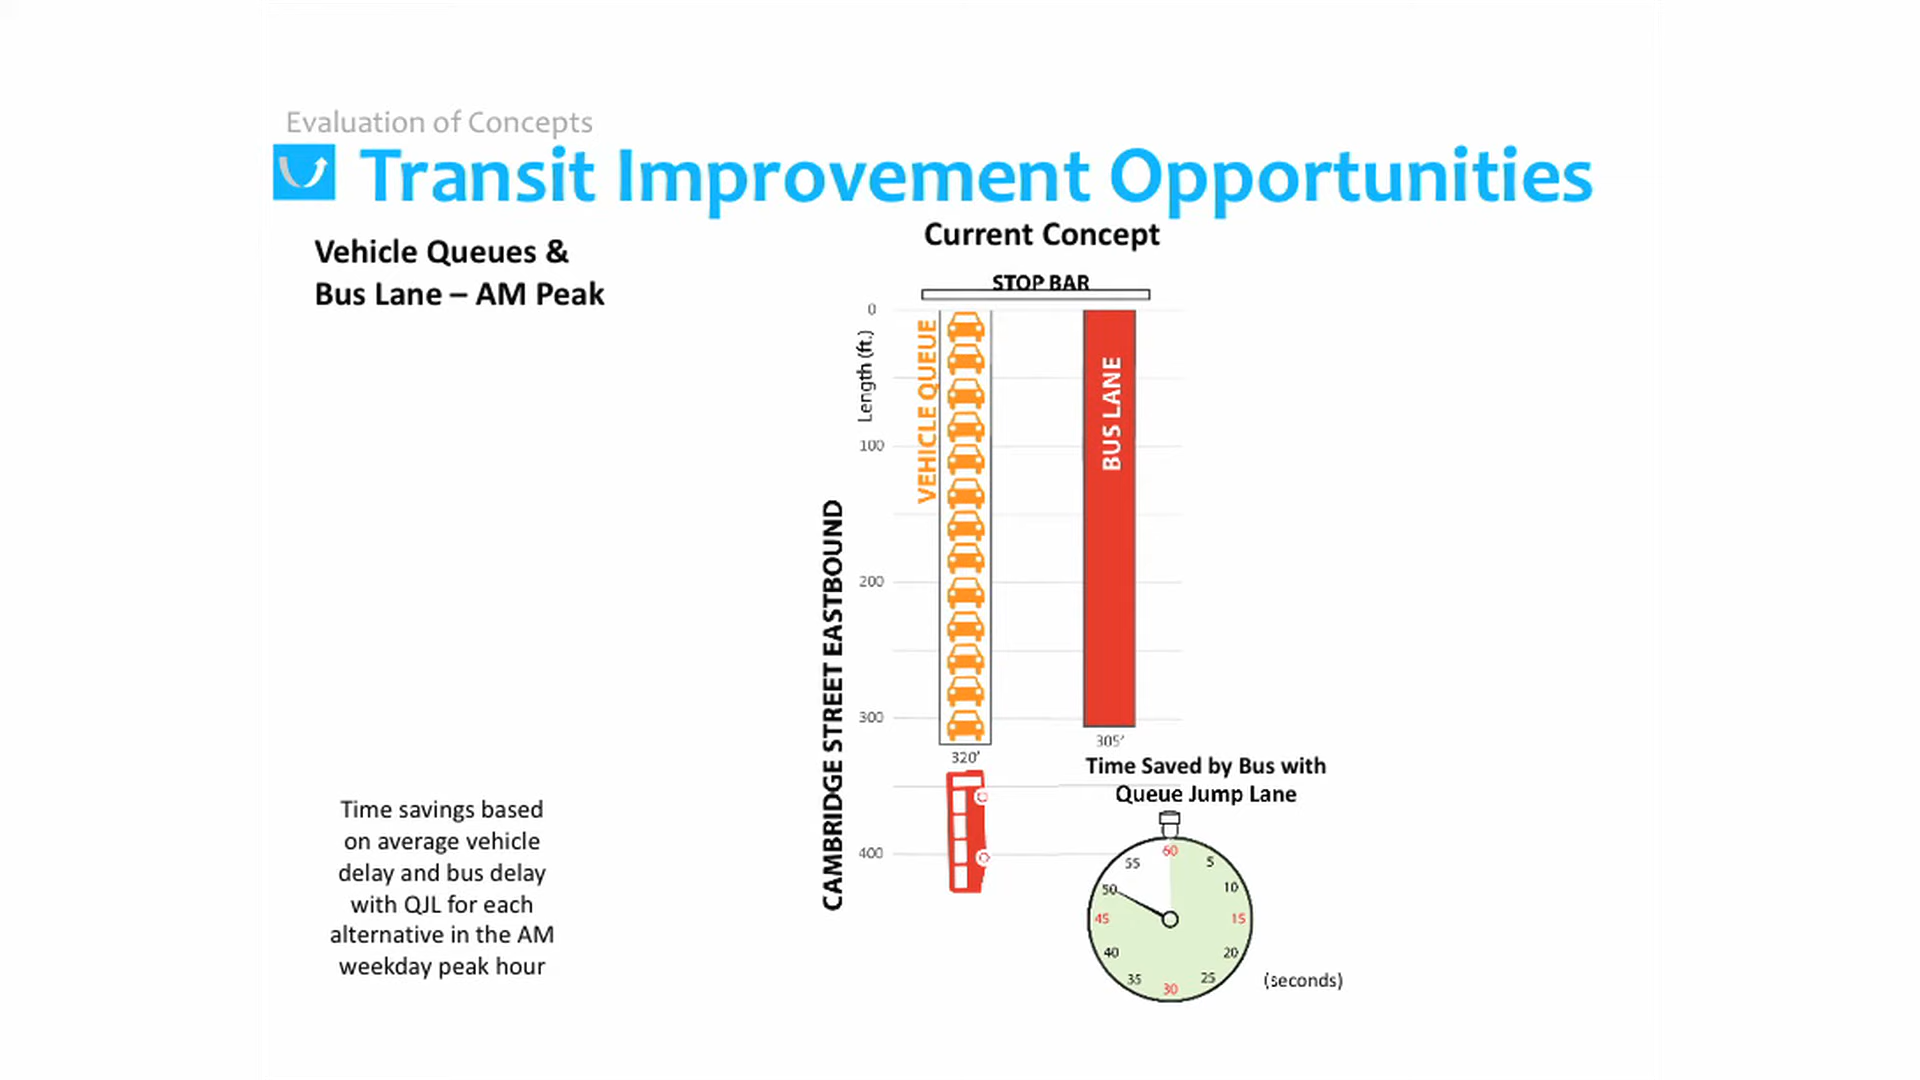 Evaluation of Concepts
Transit Improvement Opportunities
Vehicle Queues &
Bus Lane – AM Peak
Current Concept
STOP BAR
0
Length (ft.)
100
200
300
400
VEHICLE QUEUE
BUS LANE
CAMBRIDGE STREET EASTBOUND
320'
305'
Time savings based
on average vehicle
delay and bus delay
with QJL for each
alternative in the AM
weekday peak hour
Time Saved by Bus with
Queue Jump Lane
60
5
10
15
20
25
30
35
40
45
50
55
(seconds)